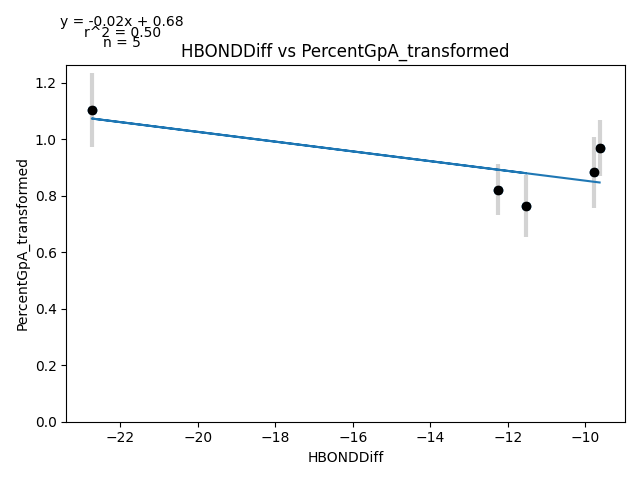 y = -0.02x + 0.68
r^2 = 0.50
n = 5
HBONDDiff vs PercentGpA_transformed
PercentGpA_transformed
1.2
1.0
0.8
0.6
0.4
0.2
0.0
−22 −20 −18 −16 −14 −12 −10
HBONDDiff